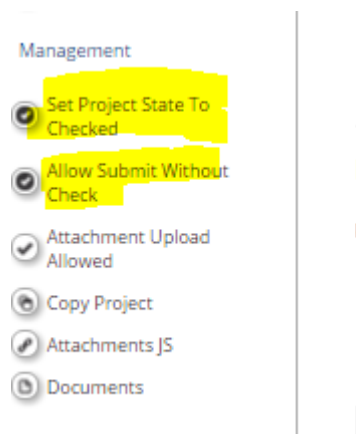 Management
Set Project State To
Checked
Allow Submit Without
Check
Attachment Upload
Allowed
Copy Project
Attachments JS
Documents